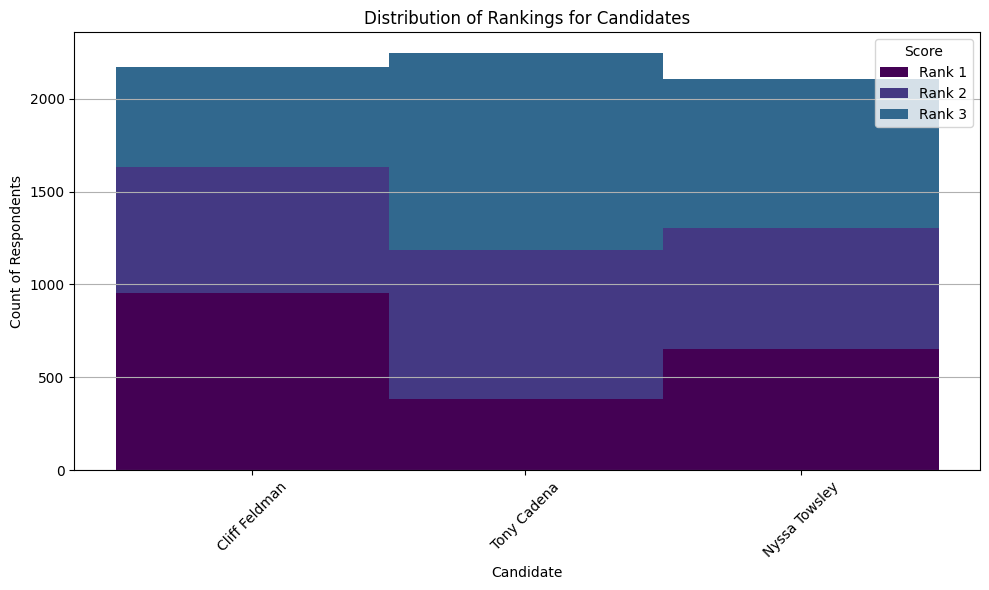 Distribution of Rankings for Candidates
Score
Rank 1
Rank 2
Rank 3
Count of Respondents
2000
1500
1000
500
0
Cliff Feldman
Tony Cadena
Nyssa Towsley
Candidate